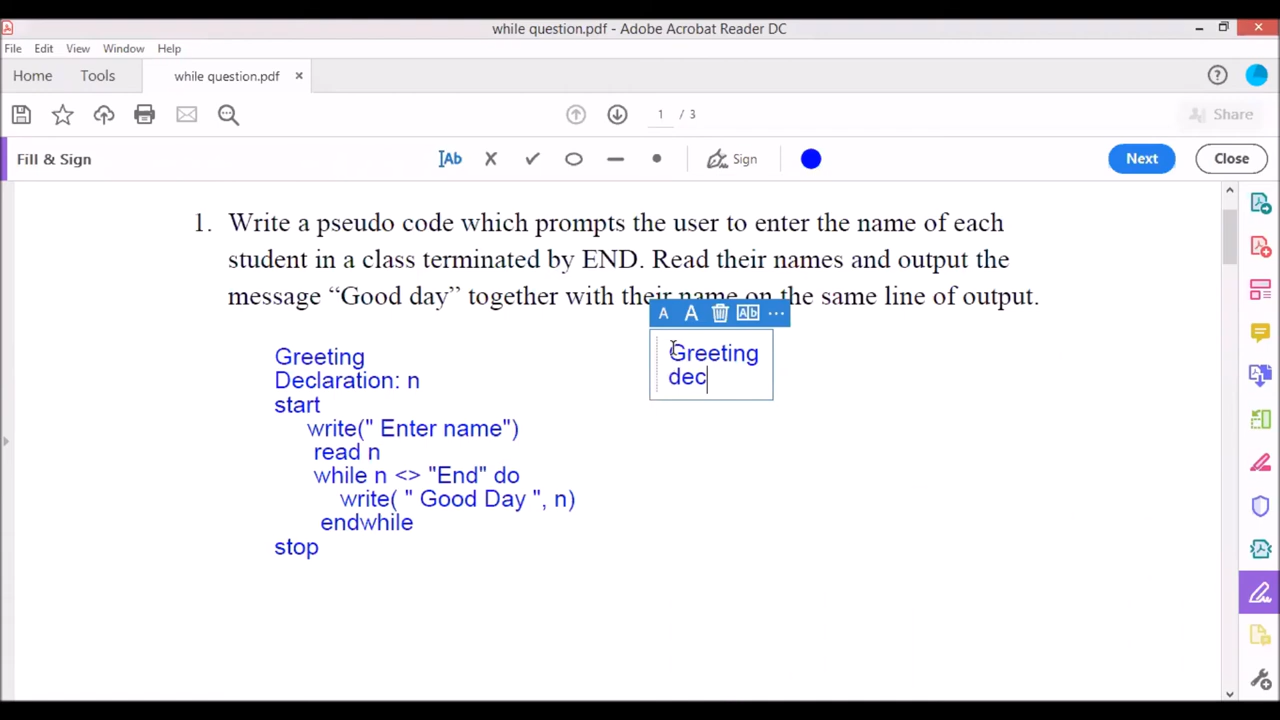 while question.pdf - Adobe Acrobat Reader DC
File Edit View Window Help
Home Tools while question.pdf ×
1 / 3
Share
Fill & Sign
Ab
Sign
Next
Close
1. Write a pseudo code which prompts the user to enter the name of each
student in a class terminated by END. Read their names and output the
message “Good day” together with their name on the same line of output.
A A Ab ...
Greeting
Declaration: n
start
write(" Enter name")
read n
while n <> "End" do
write( " Good Day ", n)
endwhile
stop
Greeting
dec